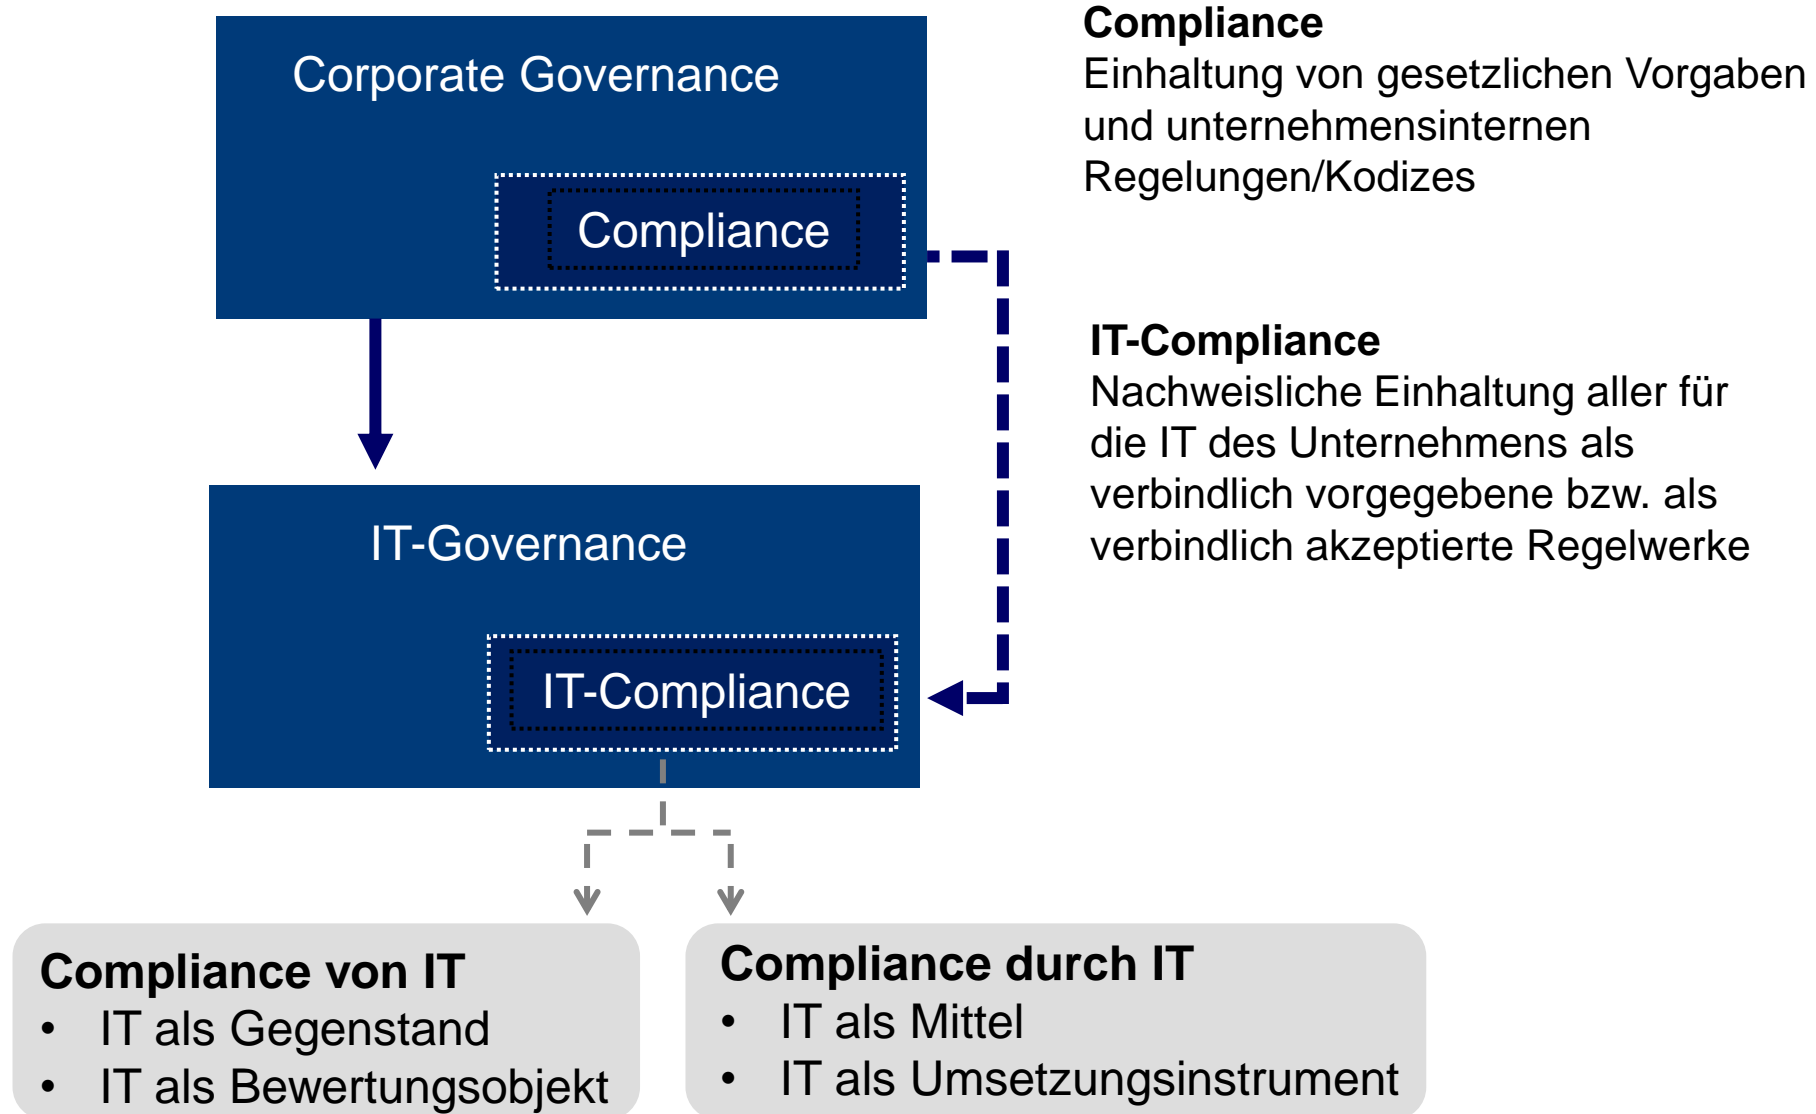 Corporate Governance
Compliance
Compliance
Einhaltung von gesetzlichen Vorgaben
und unternehmensinternen
Regelungen/Kodizes
IT-Compliance
Nachweisliche Einhaltung aller für
die IT des Unternehmens als
verbindlich vorgegebene bzw. als
verbindlich akzeptierte Regelwerke
IT-Governance
IT-Compliance
Compliance von IT
• IT als Gegenstand
• IT als Bewertungsobjekt
Compliance durch IT
• IT als Mittel
• IT als Umsetzungsinstrument